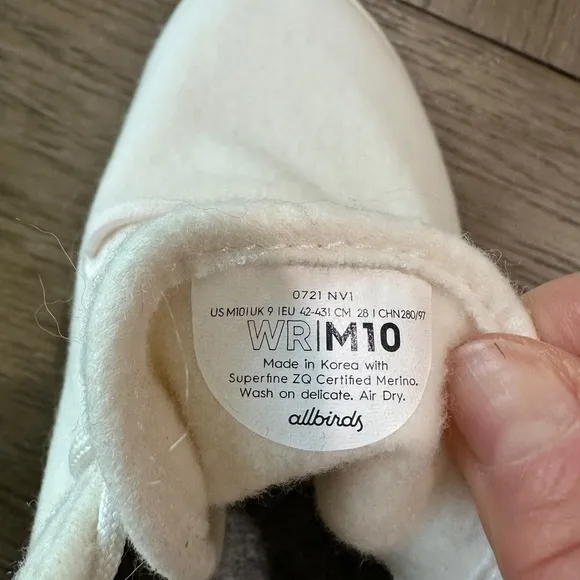 0721 NV1
US M10|UK 9 |EU 42-43| CM 28 | CHN280/97
WR|M10
Made in Korea with
Superfine ZQ Certified Merino.
Wash on delicate. Air Dry.
allbirds